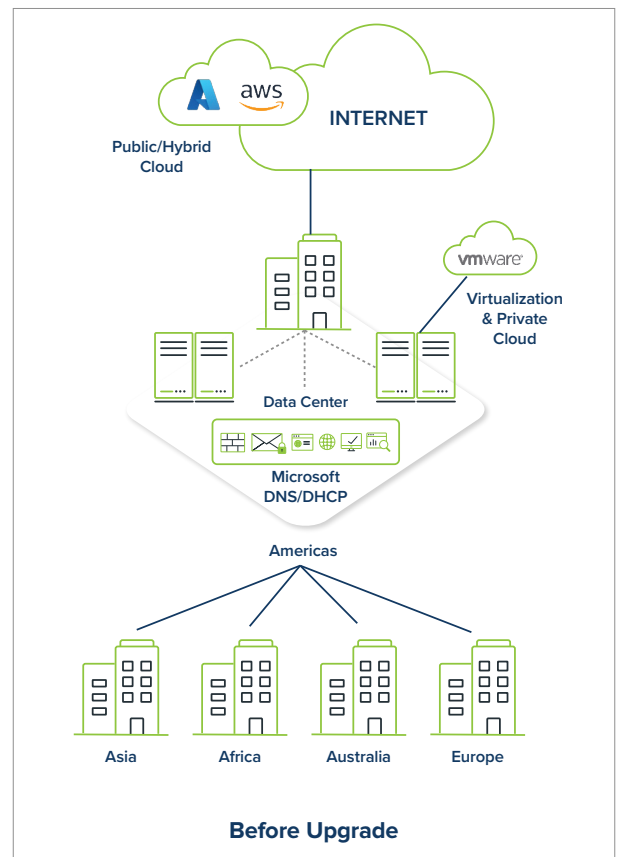 aws
INTERNET
Public/Hybrid
Cloud
vmware
Virtualization
& Private
Cloud
Data Center
Microsoft
DNS/DHCP
Americas
Asia
Africa
Australia
Europe
Before Upgrade